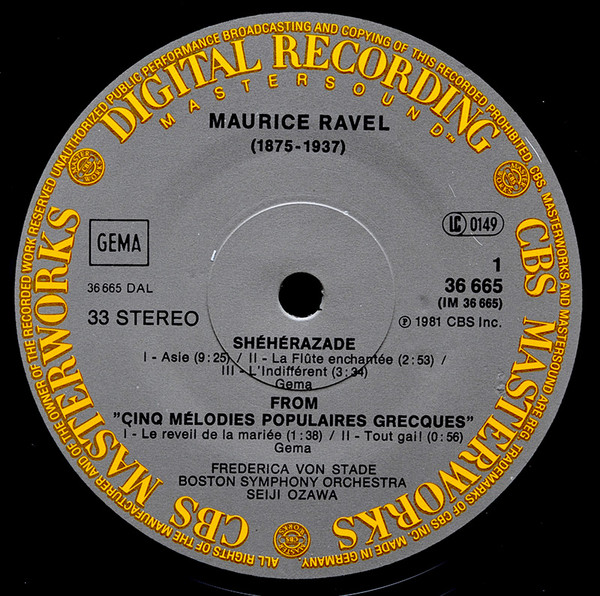 ALL RIGHTS OF THE MANUFACTURER AND OF THE OWNER OF THE RECORDED WORK RESERVED UNAUTHORIZED PUBLIC PERFORMANCE BROADCASTING AND COPYING OF THIS RECORD PROHIBITED. CBS, MASTERWORKS AND MASTERSOUND ARE REG. TRADEMARKS OF CBS INC. MADE IN GERMANY.
DIGITAL RECORDING
MASTERSOUND™
MAURICE RAVEL
(1875-1937)
GEMA
LC 0149
36 665 DAL
1
36 665
(IM 36 665)
33 STEREO
℗ 1981 CBS Inc.
SHÉHÉRAZADE
I - Asie (9:25) / II - La Flûte enchantée (2:53) /
III - L'Indifférent (3:34)
Gema
FROM
"ÇINQ MÉLODIES POPULAIRES GRECQUES"
I - Le reveil de la mariée (1:38) / II - Tout gai! (0:56)
Gema
FREDERICA VON STADE
BOSTON SYMPHONY ORCHESTRA
SEIJI OZAWA
CBS MASTERWORKS
CBS MASTERWORKS